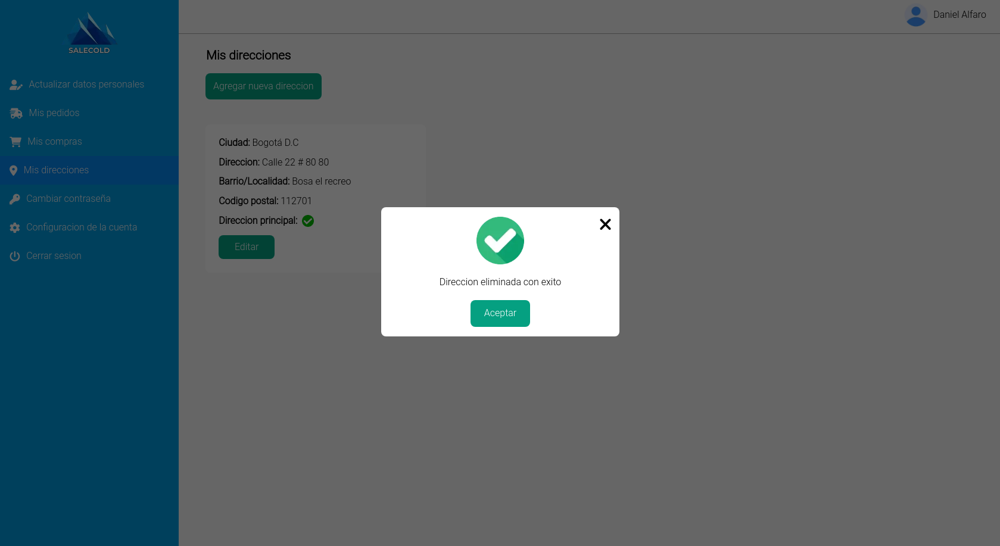 SALECOLD
Daniel Alfaro
Actualizar datos personales
Mis pedidos
Mis compras
Mis direcciones
Cambiar contraseña
Configuracion de la cuenta
Cerrar sesion
Mis direcciones
Agregar nueva direccion
Ciudad: Bogotá D.C
Direccion: Calle 22 # 80 80
Barrio/Localidad: Bosa el recreo
Codigo postal: 112701
Direccion principal:
Editar
Direccion eliminada con exito
Aceptar